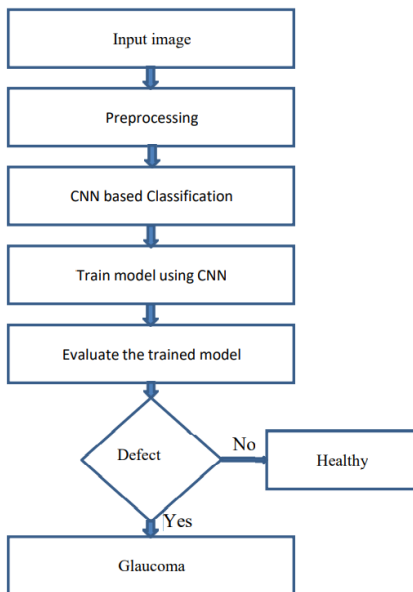 Input image
Preprocessing
CNN based Classification
Train model using CNN
Evaluate the trained model
Defect
No
Healthy
Yes
Glaucoma